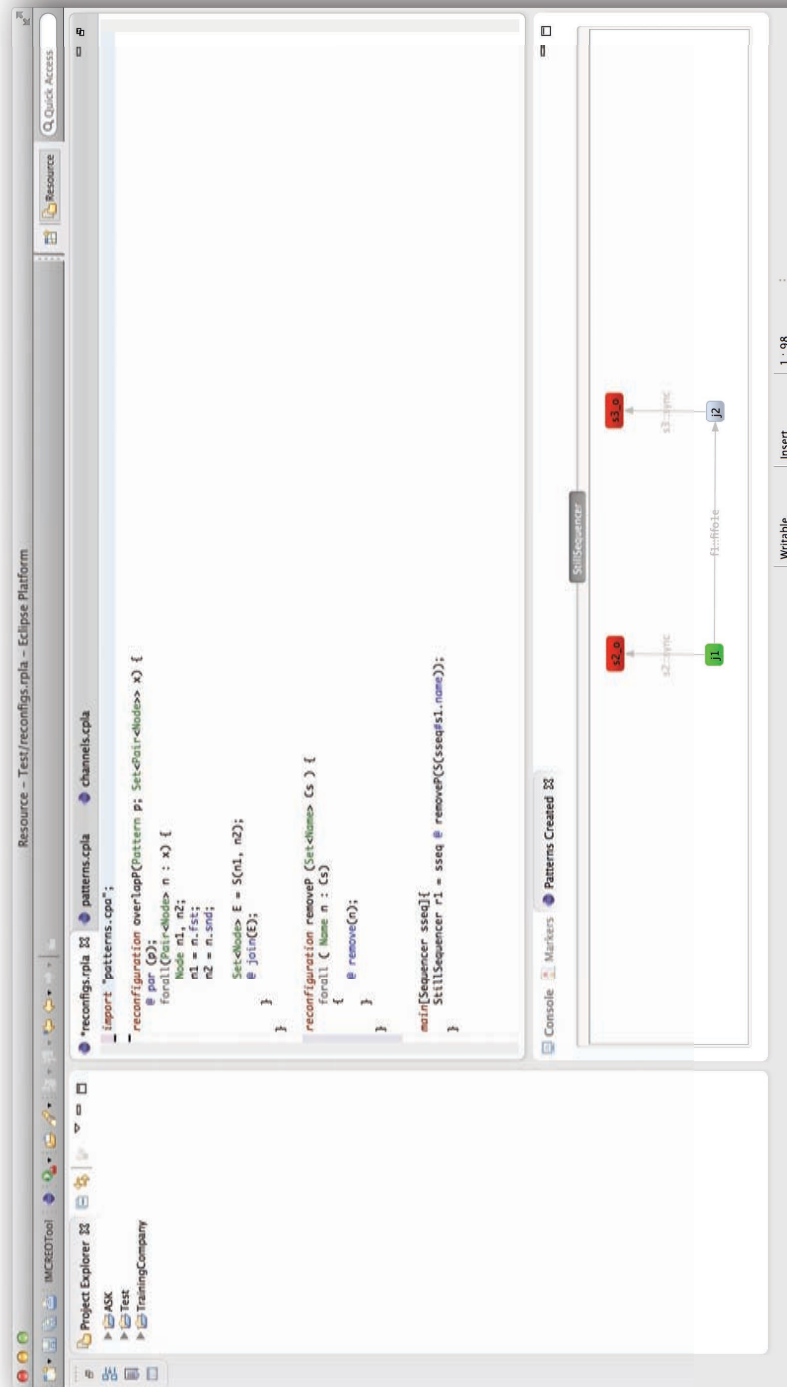 Resource – Test/reconfigs.rpla – Eclipse Platform
IMCREOTool
Quick Access
Resource
Project Explorer
ASK
Test
TrainingCompany
*reconfigs.rpla
patterns.cpla
channels.cpla
import "patterns.cpa";
reconfiguration overlapP(Pattern p; Set<Pair<Node>> x) {
@ par (p);
forall(Pair<Node> n : x) {
Node n1, n2;
n1 = n.fst;
n2 = n.snd;
Set<Node> E = S(n1, n2);
@ join(E);
}
}
reconfiguration removeP (Set<Name> Cs ) {
forall ( Name n : Cs)
{
@ remove(n);
}
}
main[Sequencer sseq]{
StillSequencer r1 = sseq @ removeP(S(sseq#s1.name));
}
Console
Markers
Patterns Created
StillSequencer
s2_o
s3_o
s2::sync
s3::sync
j1
f1::fifo1e
j2
Writable
Insert
1 : 98